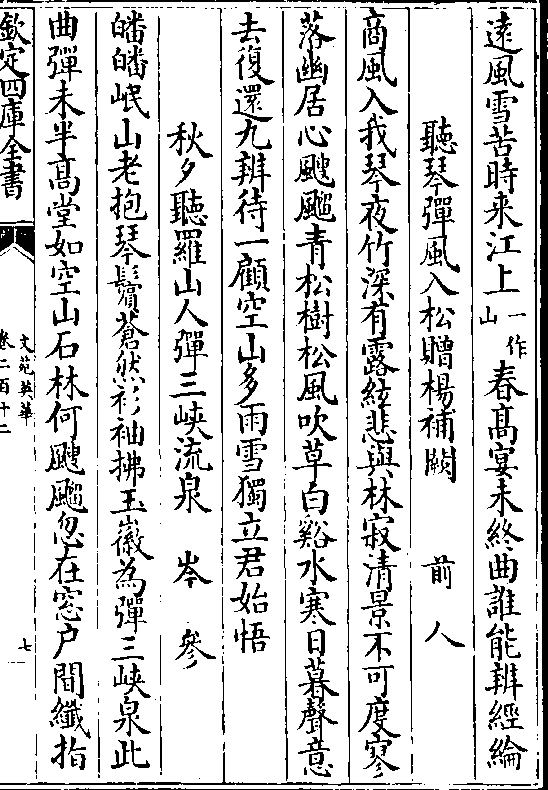 遠風雪苦時来江上一作山春髙宴未終曲誰能辨經綸
聽琴彈風入松贈楊補闕 前人
商風入我琴夜竹深有露絃悲與林寂清景不可度寥
落幽居心颼飀青松樹松風吹草白谿水寒日暮聲意
去復還九辨待一顧空山多雨雪獨立君始悟
秋夕聽羅山人彈三峽流泉 岑參
皤皤岷山老抱琴鬢蒼然衫袖拂玉徽為彈三峽泉此
曲彈未半髙堂如空山石林何颼飀忽在窓户間纖指
欽定四庫全書
文苑英華
卷二百十二
七